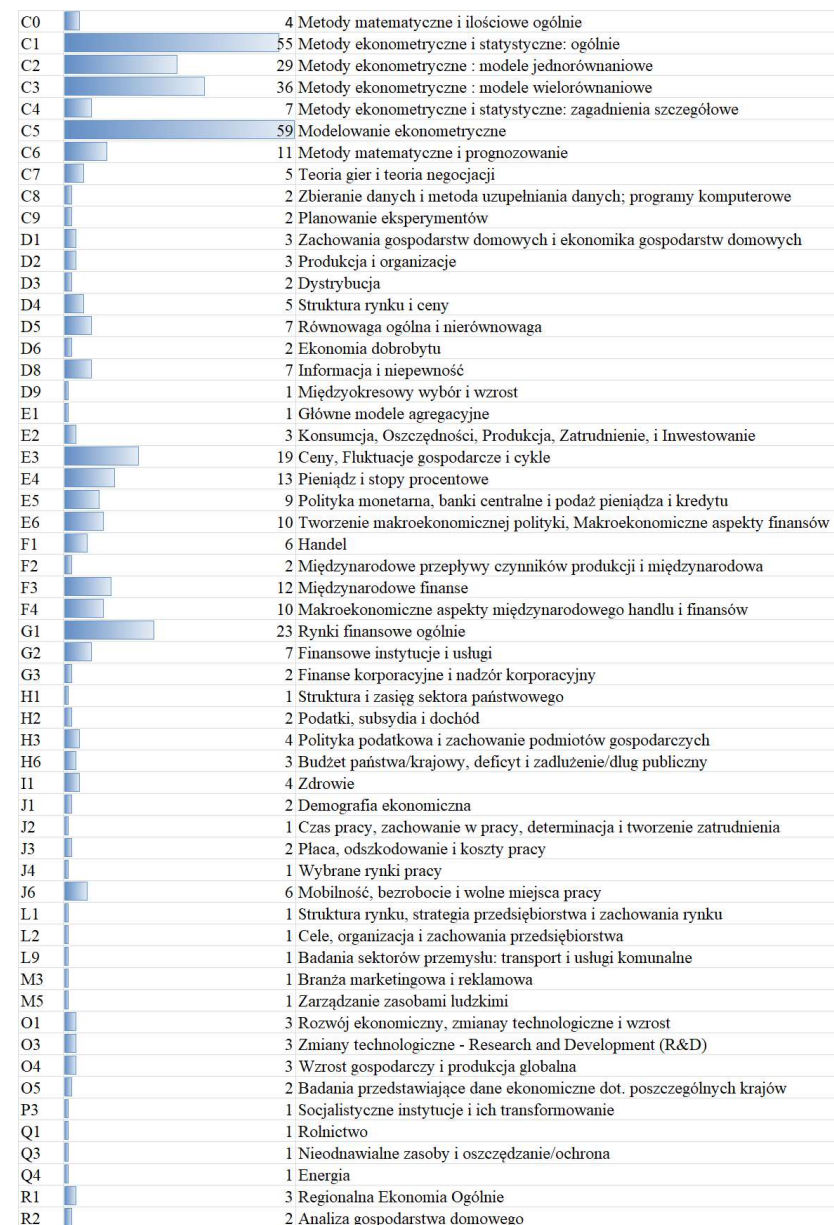 C0 4 Metody matematyczne i ilościowe ogólnie
C1 55 Metody ekonometryczne i statystyczne: ogólnie
C2 29 Metody ekonometryczne : modele jednorównaniowe
C3 36 Metody ekonometryczne : modele wielorównaniowe
C4 7 Metody ekonometryczne i statystyczne: zagadnienia szczegółowe
C5 59 Modelowanie ekonometryczne
C6 11 Metody matematyczne i prognozowanie
C7 5 Teoria gier i teoria negocjacji
C8 2 Zbieranie danych i metoda uzupełniania danych; programy komputerowe
C9 2 Planowanie eksperymentów
D1 3 Zachowania gospodarstw domowych i ekonomika gospodarstw domowych
D2 3 Produkcja i organizacje
D3 2 Dystrybucja
D4 5 Struktura rynku i ceny
D5 7 Równowaga ogólna i nierównowaga
D6 2 Ekonomia dobrobytu
D8 7 Informacja i niepewność
D9 1 Międzyokresowy wybór i wzrost
E1 1 Główne modele agregacyjne
E2 3 Konsumcja, Oszczędności, Produkcja, Zatrudnienie, i Inwestowanie
E3 19 Ceny, Fluktuacje gospodarcze i cykle
E4 13 Pieniądz i stopy procentowe
E5 9 Polityka monetarna, banki centralne i podaż pieniądza i kredytu
E6 10 Tworzenie makroekonomicznej polityki, Makroekonomiczne aspekty finansów
F1 6 Handel
F2 2 Międzynarodowe przepływy czynników produkcji i międzynarodowa
F3 12 Międzynarodowe finanse
F4 10 Makroekonomiczne aspekty międzynarodowego handlu i finansów
G1 23 Rynki finansowe ogólnie
G2 7 Finansowe instytucje i usługi
G3 2 Finanse korporacyjne i nadzór korporacyjny
H1 1 Struktura i zasięg sektora państwowego
H2 2 Podatki, subsydia i dochód
H3 4 Polityka podatkowa i zachowanie podmiotów gospodarczych
H6 3 Budżet państwa/krajowy, deficyt i zadlużenie/dlug publiczny
I1 4 Zdrowie
J1 2 Demografia ekonomiczna
J2 1 Czas pracy, zachowanie w pracy, determinacja i tworzenie zatrudnienia
J3 2 Płaca, odszkodowanie i koszty pracy
J4 1 Wybrane rynki pracy
J6 6 Mobilność, bezrobocie i wolne miejsca pracy
L1 1 Struktura rynku, strategia przedsiębiorstwa i zachowania rynku
L2 1 Cele, organizacja i zachowania przedsiębiorstwa
L9 1 Badania sektorów przemysłu: transport i usługi komunalne
M3 1 Branża marketingowa i reklamowa
M5 1 Zarządzanie zasobami ludzkimi
O1 3 Rozwój ekonomiczny, zmianay technologiczne i wzrost
O3 3 Zmiany technologiczne - Research and Development (R&D)
O4 3 Wzrost gospodarczy i produkcja globalna
O5 2 Badania przedstawiające dane ekonomiczne dot. poszczególnych krajów
P3 1 Socjalistyczne instytucje i ich transformowanie
Q1 1 Rolnictwo
Q3 1 Nieodnawialne zasoby i oszczędzanie/ochrona
Q4 1 Energia
R1 3 Regionalna Ekonomia Ogólnie
R2 2 Analiza gospodarstwa domowego